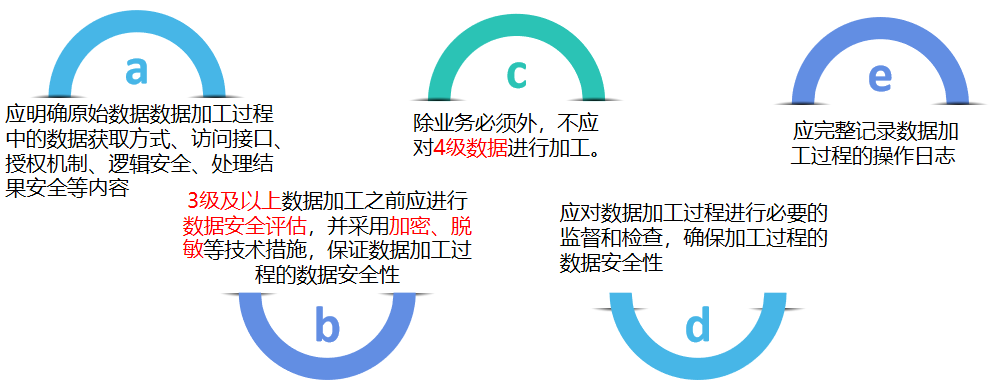 a
应明确原始数据数据加工过程
中的数据获取方式、访问接口、
授权机制、逻辑安全、处理结
果安全等内容
3级及以上数据加工之前应进行
数据安全评估，并采用加密、脱
敏等技术措施，保证数据加工过
程的数据安全性
b
c
除业务必须外，不应
对4级数据进行加工。
应对数据加工过程进行必要的
监督和检查，确保加工过程的
数据安全性
d
e
应完整记录数据加
工过程的操作日志